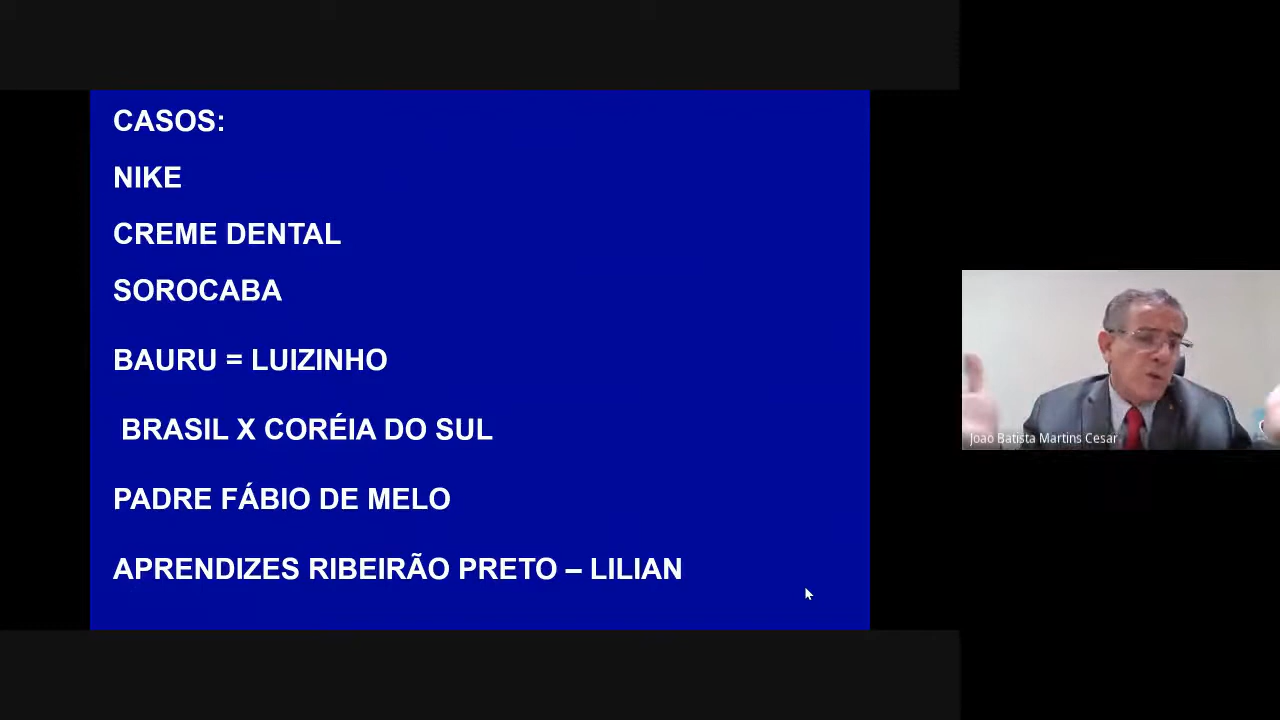 CASOS:
NIKE
CREME DENTAL
SOROCABA
BAURU = LUIZINHO
BRASIL X CORÉIA DO SUL
PADRE FÁBIO DE MELO
APRENDIZES RIBEIRÃO PRETO – LILIAN
Joao Batista Martins Cesar